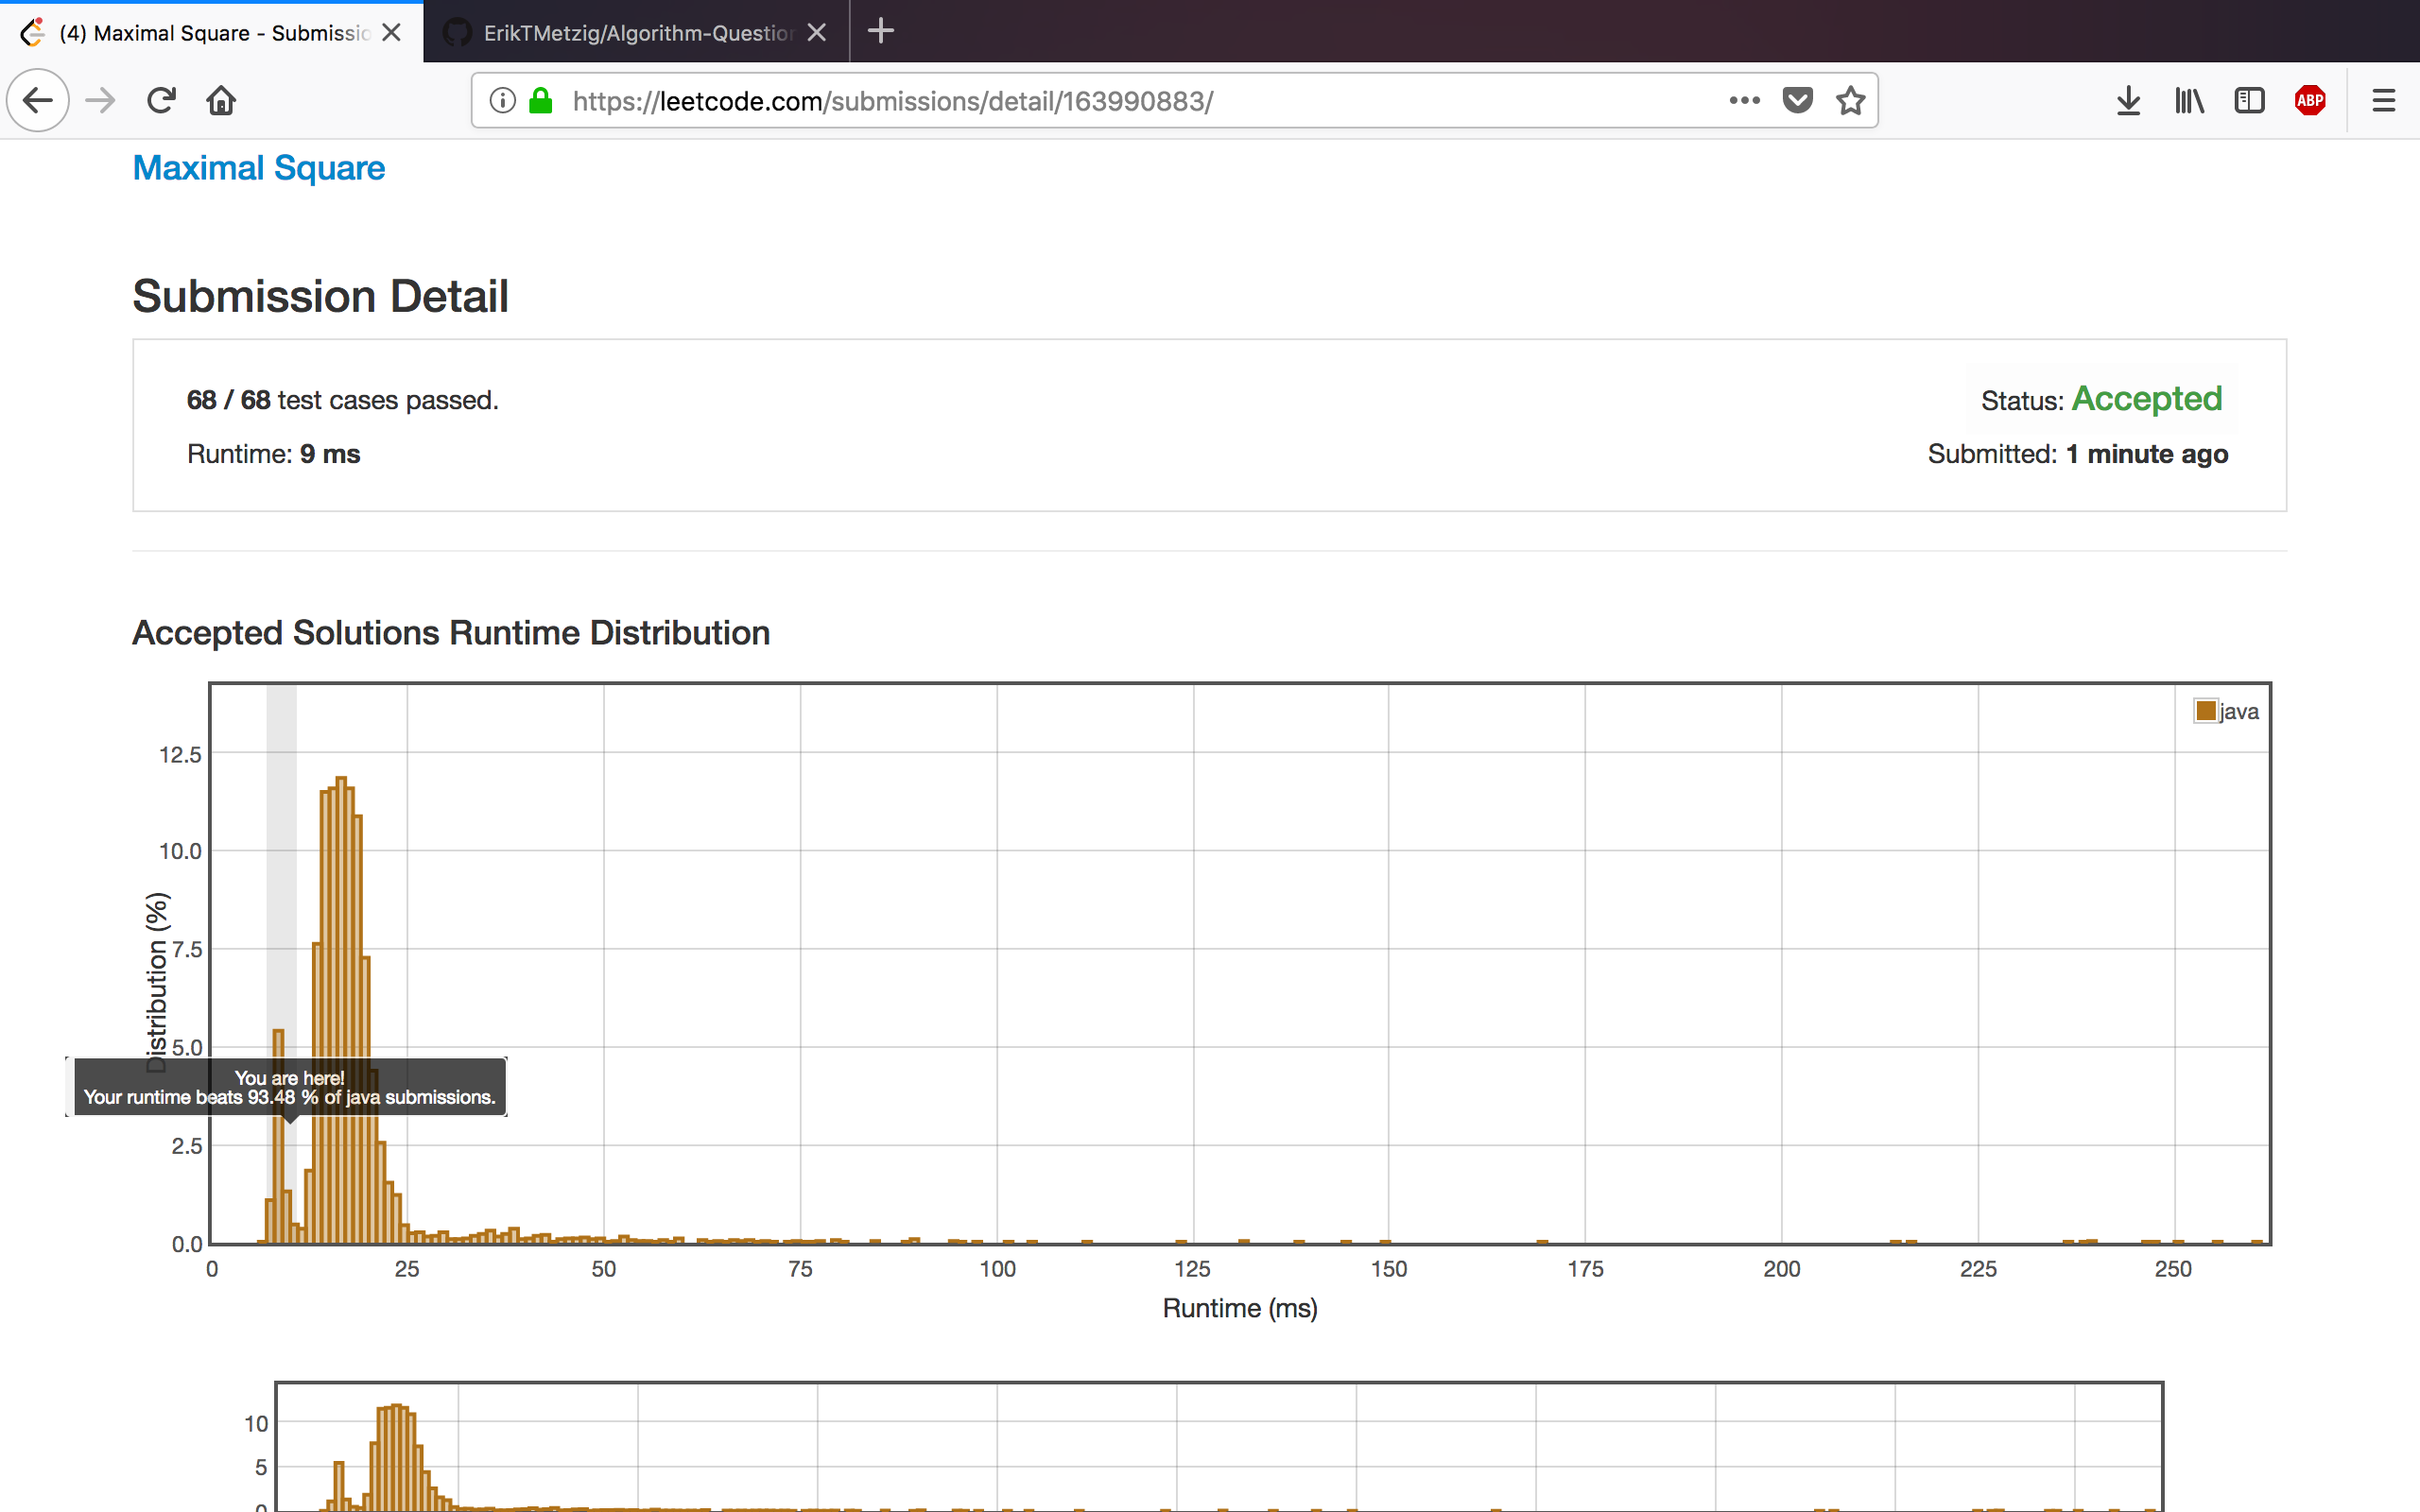 (4) Maximal Square - Submissio
ErikTMetzig/Algorithm-Question
https://leetcode.com/submissions/detail/163990883/
ABP
Maximal Square
Submission Detail
68 / 68 test cases passed.
Status: Accepted
Runtime: 9 ms
Submitted: 1 minute ago
Accepted Solutions Runtime Distribution
java
12.5
10.0
7.5
5.0
2.5
0.0
Distribution (%)
You are here!
Your runtime beats 93.48 % of java submissions.
0 25 50 75 100 125 150 175 200 225 250
Runtime (ms)
10
5
0